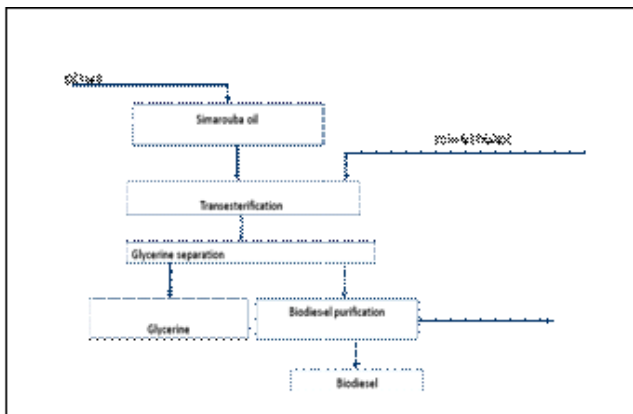 Simarouba oil
Transesterification
Glycerine separation
Glycerine
Biodiesel purification
Biodiesel